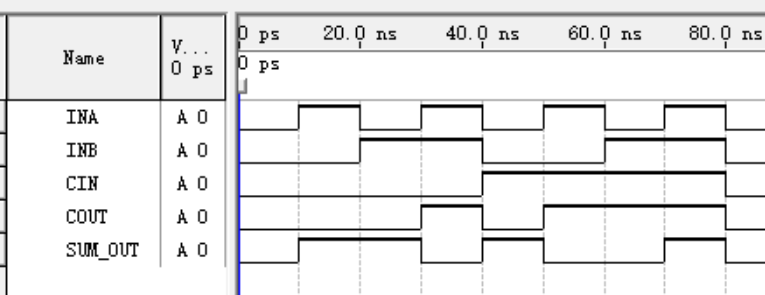 0 ps 20.0 ns 40.0 ns 60.0 ns 80.0 ns
Name V... 0 ps
0 ps
INA A 0
INB A 0
CIN A 0
COUT A 0
SUM_OUT A 0